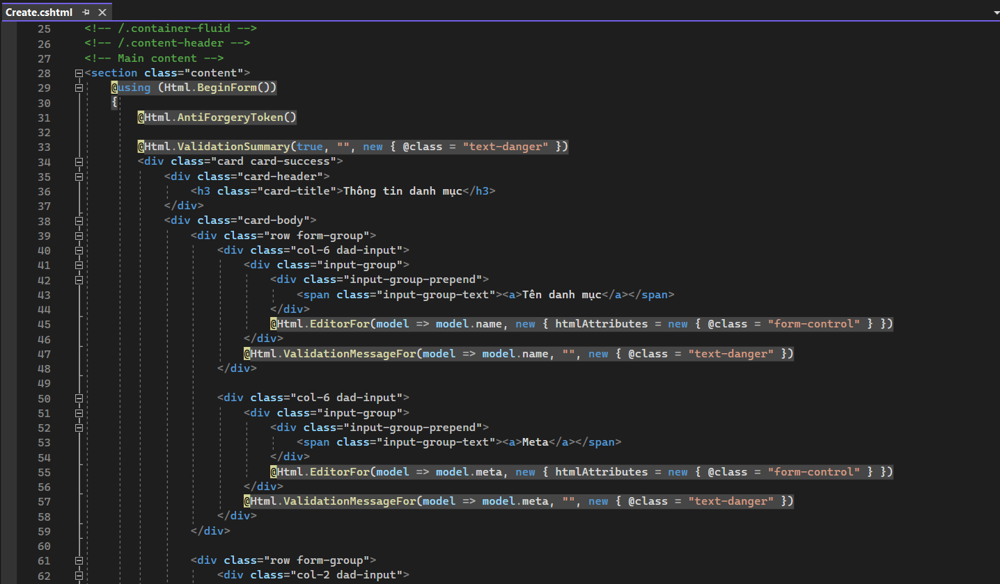 Create.cshtml
25 <!-- /.container-fluid -->
26 <!-- /.content-header -->
27 <!-- Main content -->
28 <section class="content">
29 @using (Html.BeginForm())
30 {
31 @Html.AntiForgeryToken()
32
33 @Html.ValidationSummary(true, "", new { @class = "text-danger" })
34 <div class="card card-success">
35 <div class="card-header">
36 <h3 class="card-title">Thông tin danh mục</h3>
37 </div>
38 <div class="card-body">
39 <div class="row form-group">
40 <div class="col-6 dad-input">
41 <div class="input-group">
42 <div class="input-group-prepend">
43 <span class="input-group-text"><a>Tên danh mục</a></span>
44 </div>
45 @Html.EditorFor(model => model.name, new { htmlAttributes = new { @class = "form-control" } })
46 </div>
47 @Html.ValidationMessageFor(model => model.name, "", new { @class = "text-danger" })
48 </div>
49
50 <div class="col-6 dad-input">
51 <div class="input-group">
52 <div class="input-group-prepend">
53 <span class="input-group-text"><a>Meta</a></span>
54 </div>
55 @Html.EditorFor(model => model.meta, new { htmlAttributes = new { @class = "form-control" } })
56 </div>
57 @Html.ValidationMessageFor(model => model.meta, "", new { @class = "text-danger" })
58 </div>
59 </div>
60
61 <div class="row form-group">
62 <div class="col-2 dad-input">